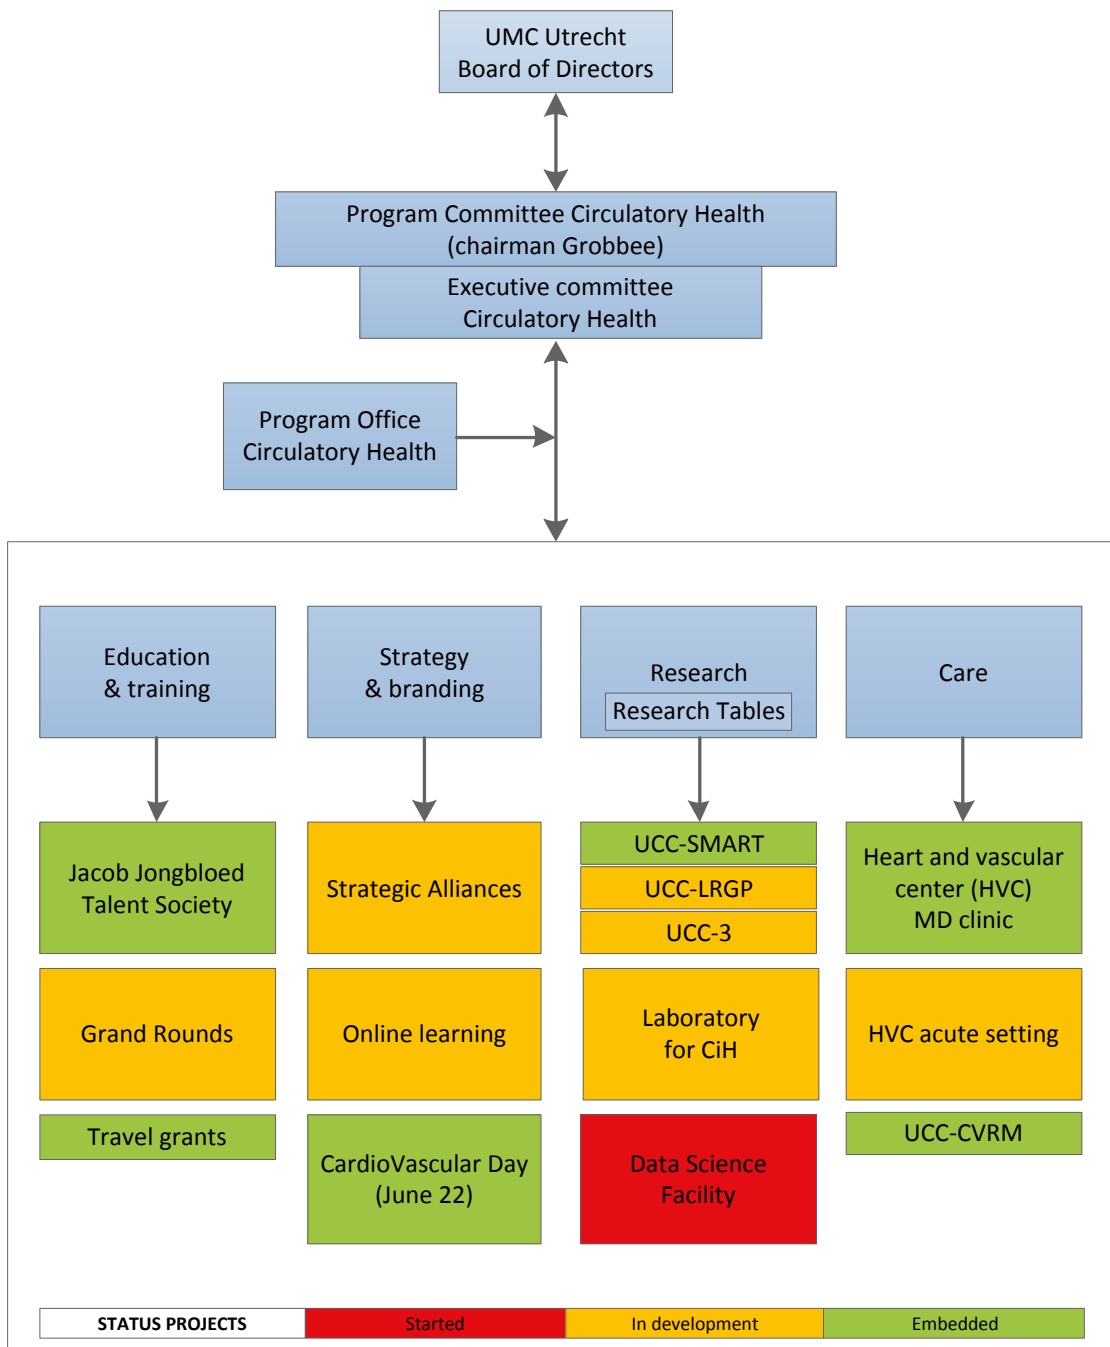 UMC Utrecht
Board of Directors
Program Committee Circulatory Health
(chairman Grobbee)
Executive committee
Circulatory Health
Program Office
Circulatory Health
Education
& training
Strategy
& branding
Research
Research Tables
Care
Jacob Jongbloed
Talent Society
Strategic Alliances
UCC-SMART
UCC-LRGP
UCC-3
Heart and vascular
center (HVC)
MD clinic
Grand Rounds
Online learning
Laboratory
for CiH
HVC acute setting
Travel grants
CardioVascular Day
(June 22)
Data Science
Facility
UCC-CVRM
STATUS PROJECTS
Started
In development
Embedded